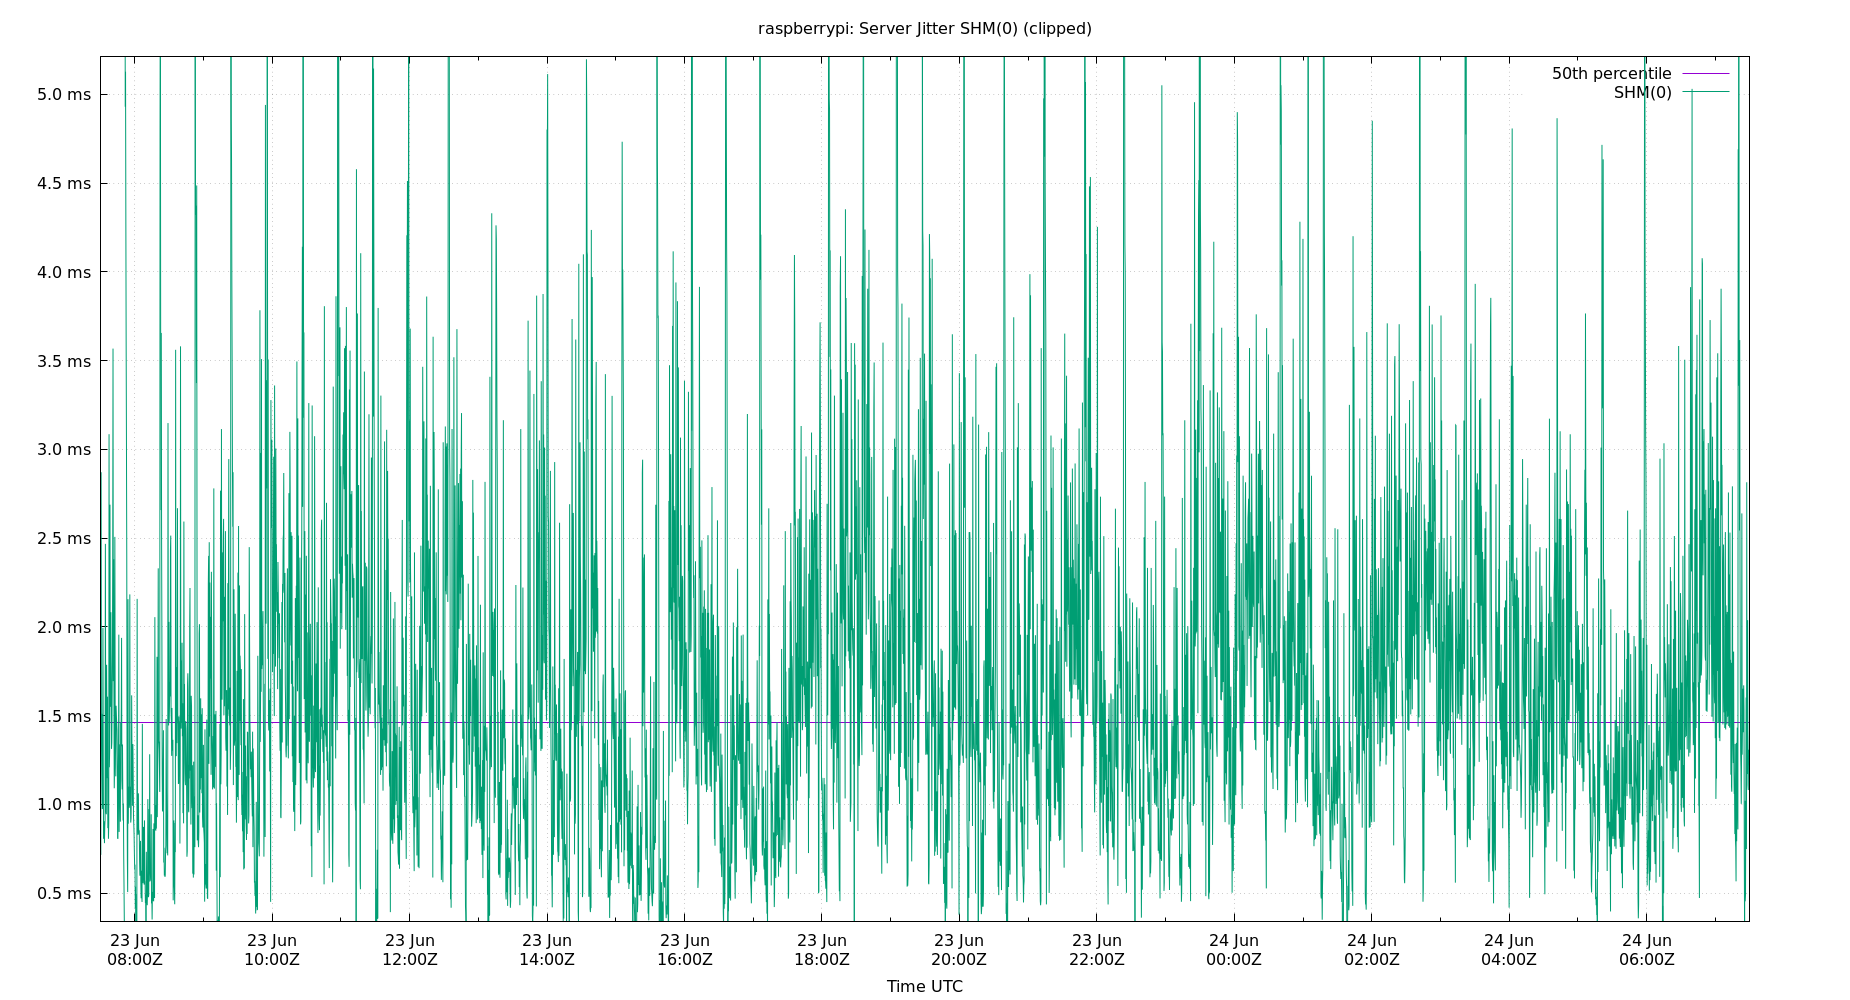 raspberrypi: Server Jitter SHM(0) (clipped)
50th percentile
SHM(0)
5.0 ms
4.5 ms
4.0 ms
3.5 ms
3.0 ms
2.5 ms
2.0 ms
1.5 ms
1.0 ms
0.5 ms
23 Jun 23 Jun 23 Jun 23 Jun 23 Jun 23 Jun 23 Jun 23 Jun 24 Jun 24 Jun 24 Jun 24 Jun
08:00Z 10:00Z 12:00Z 14:00Z 16:00Z 18:00Z 20:00Z 22:00Z 00:00Z 02:00Z 04:00Z 06:00Z
Time UTC